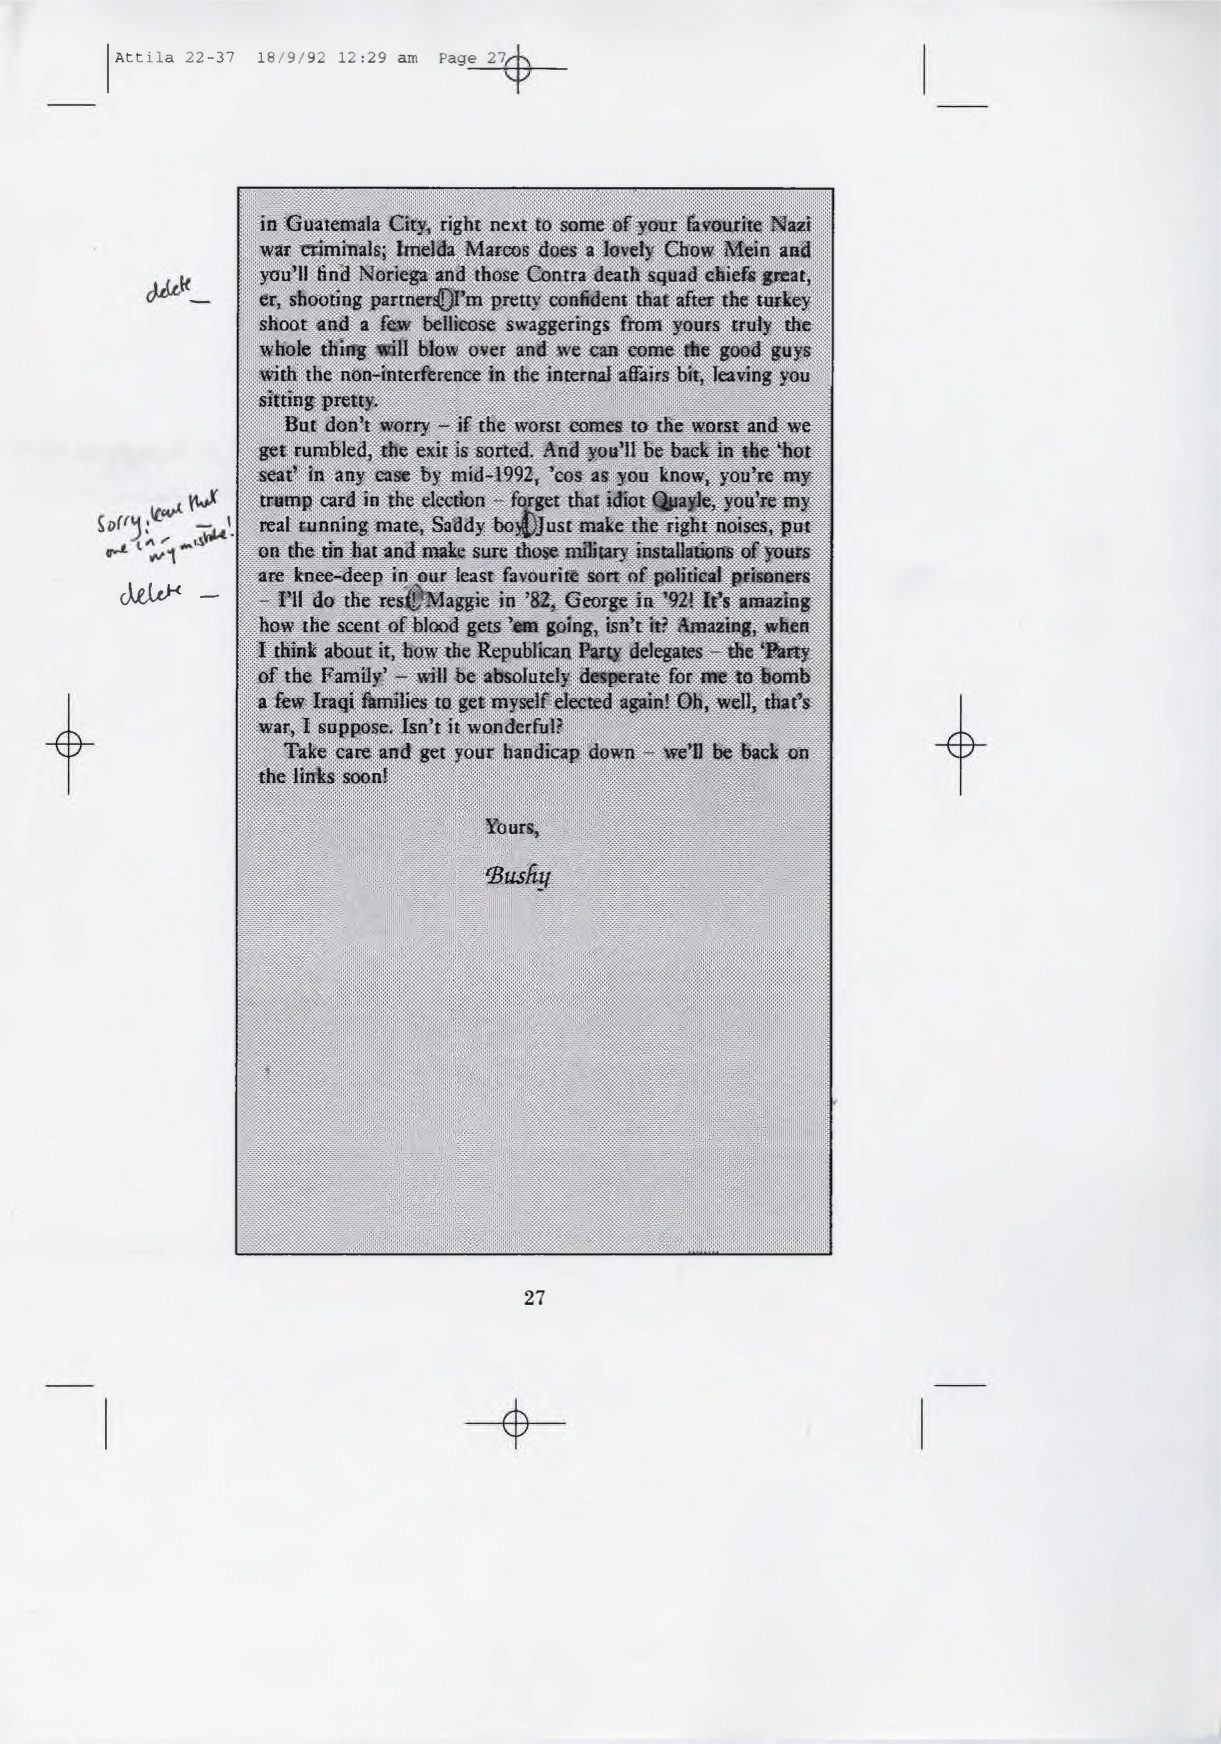 Attila 22-37 18/9/92 12:29 am Page 27
in Guatemala City, right next to some of your favourite Nazi
war criminals; Imelda Marcos does a lovely Chow Mein and
you'll find Noriega and those Contra death squad chiefs great,
delete
er, shooting partners! I'm pretty confident that after the turkey
shoot and a few bellicose swaggerings from yours truly the
whole thing will blow over and we can come the good guys
with the non-interference in the internal affairs bit, leaving you
sitting pretty.
But don't worry – if the worst comes to the worst and we
get rumbled, the exit is sorted. And you'll be back in the 'hot
seat' in any case by mid-1992, 'cos as you know, you're my
trump card in the election – forget that idiot Quayle, you're my
Sorry, leave that
one in –
my mistake!
real running mate, Saddy boy! Just make the right noises, put
on the tin hat and make sure those military installations of yours
are knee-deep in our least favourite sort of political prisoners
delete
– I'll do the rest! Maggie in '82, George in '92! It's amazing
how the scent of blood gets 'em going, isn't it? Amazing, when
I think about it, how the Republican Party delegates – the 'Party
of the Family' – will be absolutely desperate for me to bomb
a few Iraqi families to get myself elected again! Oh, well, that's
war, I suppose. Isn't it wonderful?
Take care and get your handicap down – we'll be back on
the links soon!
Yours,
Bushy
27